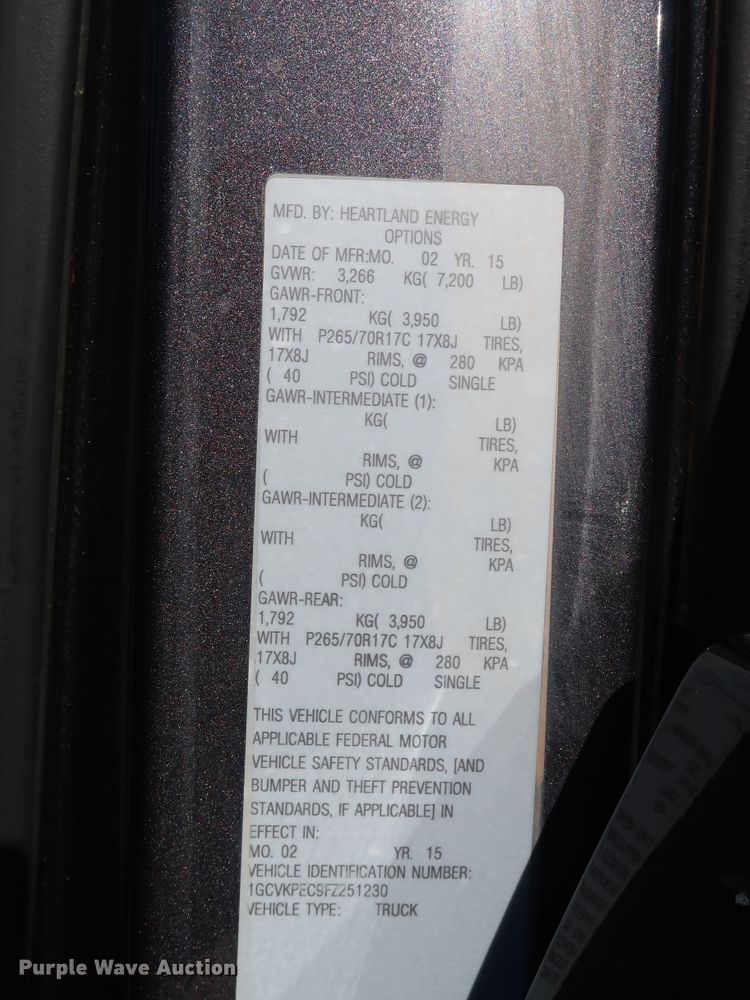 MFD. BY: HEARTLAND ENERGY
OPTIONS
DATE OF MFR:MO. 02 YR. 15
GVWR: 3,266 KG( 7,200 LB)
GAWR-FRONT:
1,792 KG( 3,950 LB)
WITH P265/70R17C 17X8J TIRES,
17X8J RIMS, @ 280 KPA
( 40 PSI) COLD SINGLE
GAWR-INTERMEDIATE (1):
KG( LB)
WITH TIRES,
RIMS, @ KPA
( PSI) COLD
GAWR-INTERMEDIATE (2):
KG( LB)
WITH TIRES,
RIMS, @ KPA
( PSI) COLD
GAWR-REAR:
1,792 KG( 3,950 LB)
WITH P265/70R17C 17X8J TIRES,
17X8J RIMS, @ 280 KPA
( 40 PSI) COLD SINGLE
THIS VEHICLE CONFORMS TO ALL
APPLICABLE FEDERAL MOTOR
VEHICLE SAFETY STANDARDS, [AND
BUMPER AND THEFT PREVENTION
STANDARDS, IF APPLICABLE] IN
EFFECT IN:
MO. 02 YR. 15
VEHICLE IDENTIFICATION NUMBER:
1GCVKPEC9FZ251230
VEHICLE TYPE: TRUCK
Purple Wave Auction